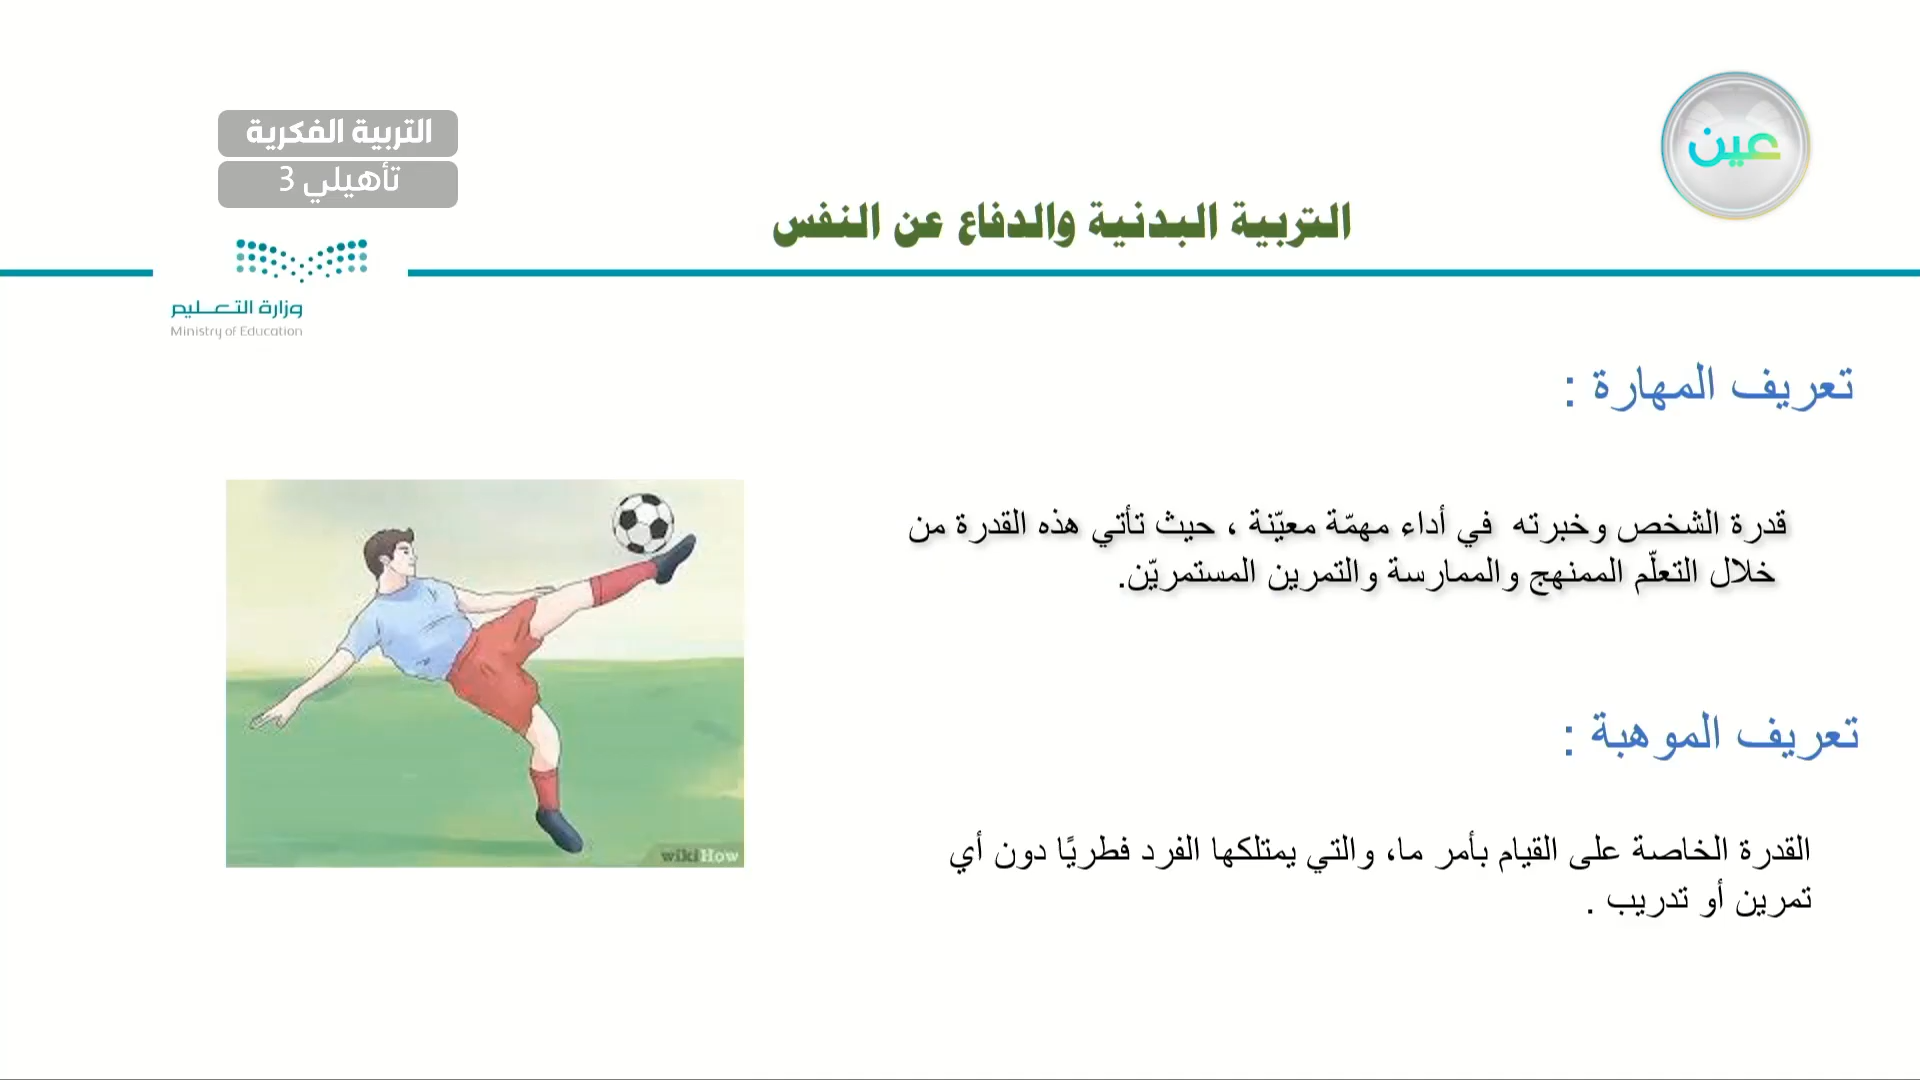 التربية الفكرية
تأهيلي 3
عين
التربية البدنية والدفاع عن النفس
وزارة التعـليم
Ministry of Education
تعريف المهارة :
قدرة الشخص وخبرته في أداء مهمّة معيّنة ، حيث تأتي هذه القدرة من
خلال التعلّم الممنهج والممارسة والتمرين المستمريّن.
تعريف الموهبة :
القدرة الخاصة على القيام بأمر ما، والتي يمتلكها الفرد فطريًا دون أي
تمرين أو تدريب .
wikiHow